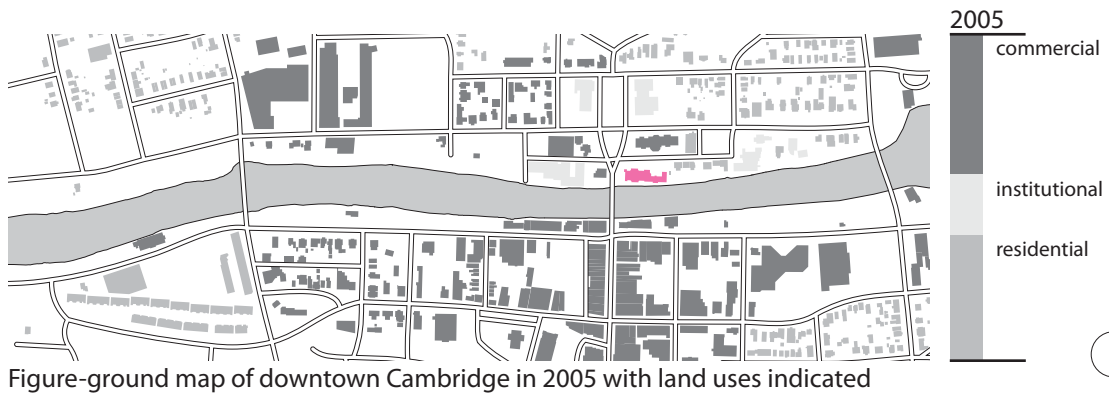 2005
commercial
institutional
residential
Figure-ground map of downtown Cambridge in 2005 with land uses indicated